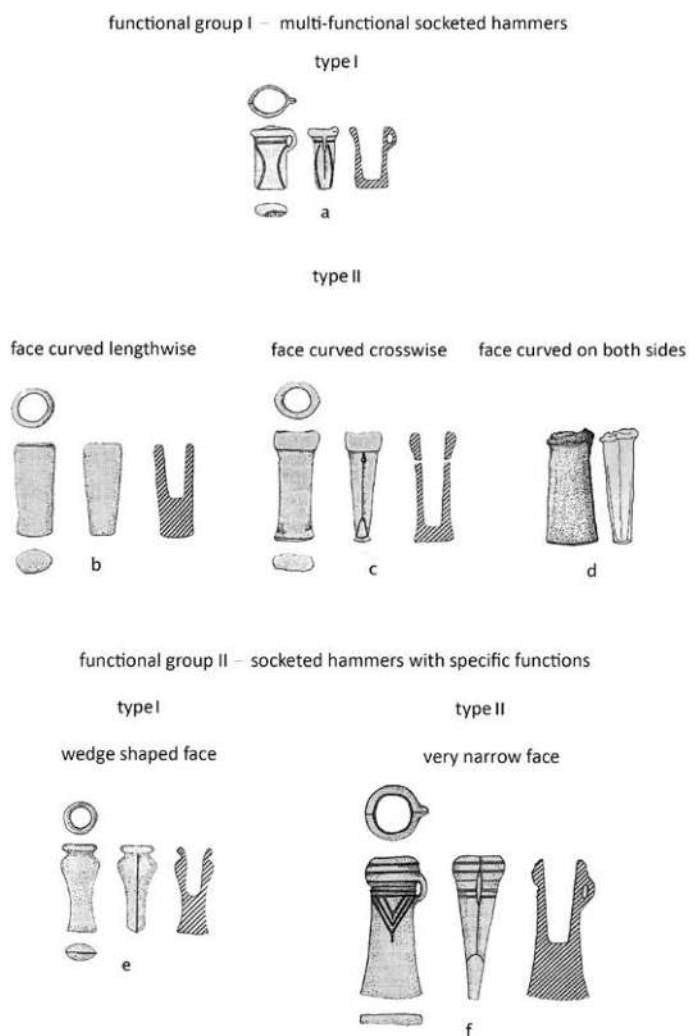 functional group I – multi-functional socketed hammers
type I
a
type II
face curved lengthwise
face curved crosswise
face curved on both sides
b
c
d
functional group II – socketed hammers with specific functions
type I
type II
wedge shaped face
very narrow face
e
f